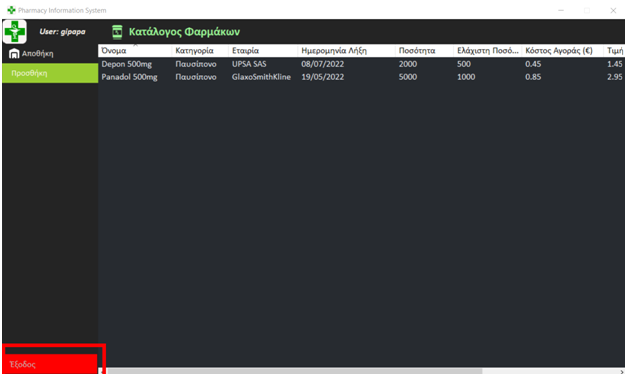 Pharmacy Information System
User: gipapa
Κατάλογος Φαρμάκων
Αποθήκη
Προσθήκη
Όνομα Κατηγορία Εταιρία Ημερομηνία Λήξη Ποσότητα Ελάχιστη Ποσό... Κόστος Αγοράς (€) Τιμή
Depon 500mg Παυσίπονο UPSA SAS 08/07/2022 2000 500 0.45 1.45
Panadol 500mg Παυσίπονο GlaxoSmithKline 19/05/2022 5000 1000 0.85 2.95
Έξοδος